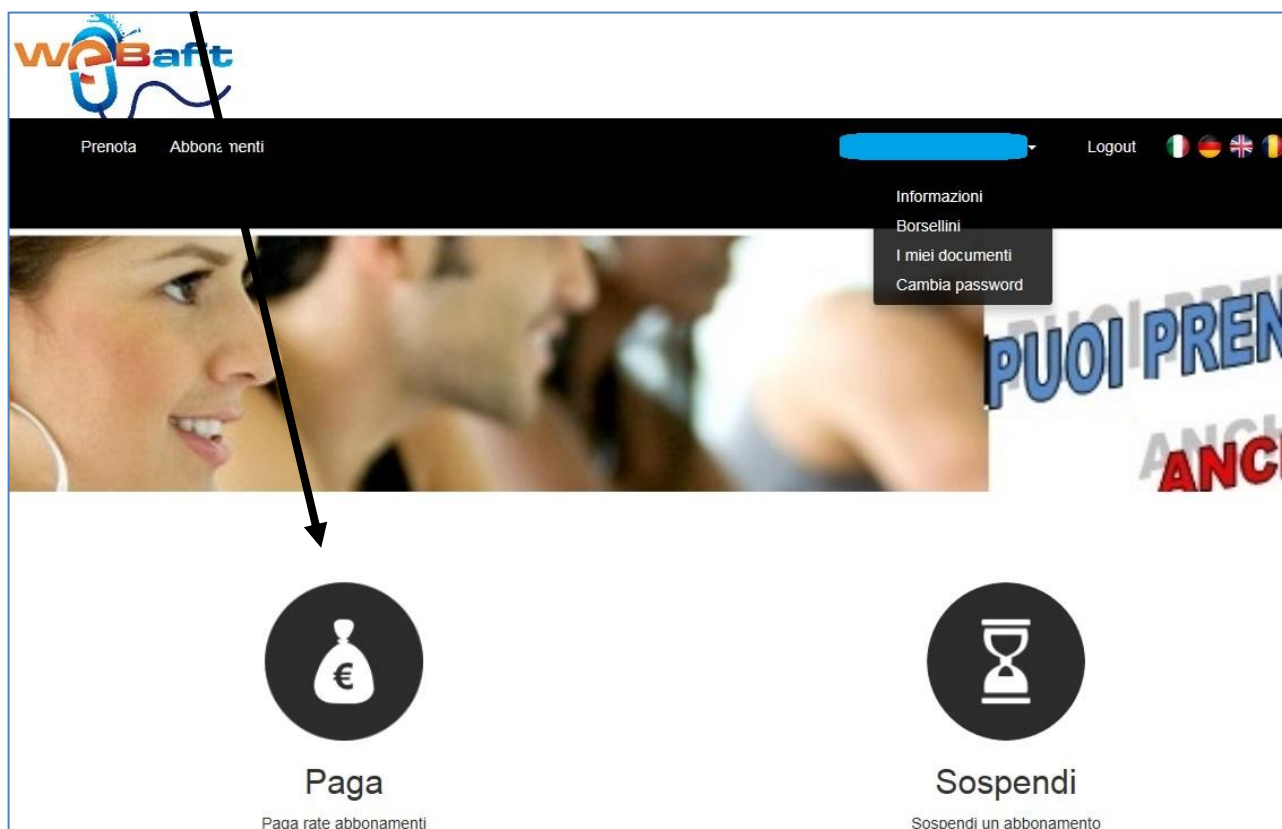 weBafit
Prenota Abbonamenti Logout
Informazioni
Borsellini
I miei documenti
Cambia password
PUOI PREN
ANC
€
Paga Sospendi
Paga rate abbonamenti Sospendi un abbonamento